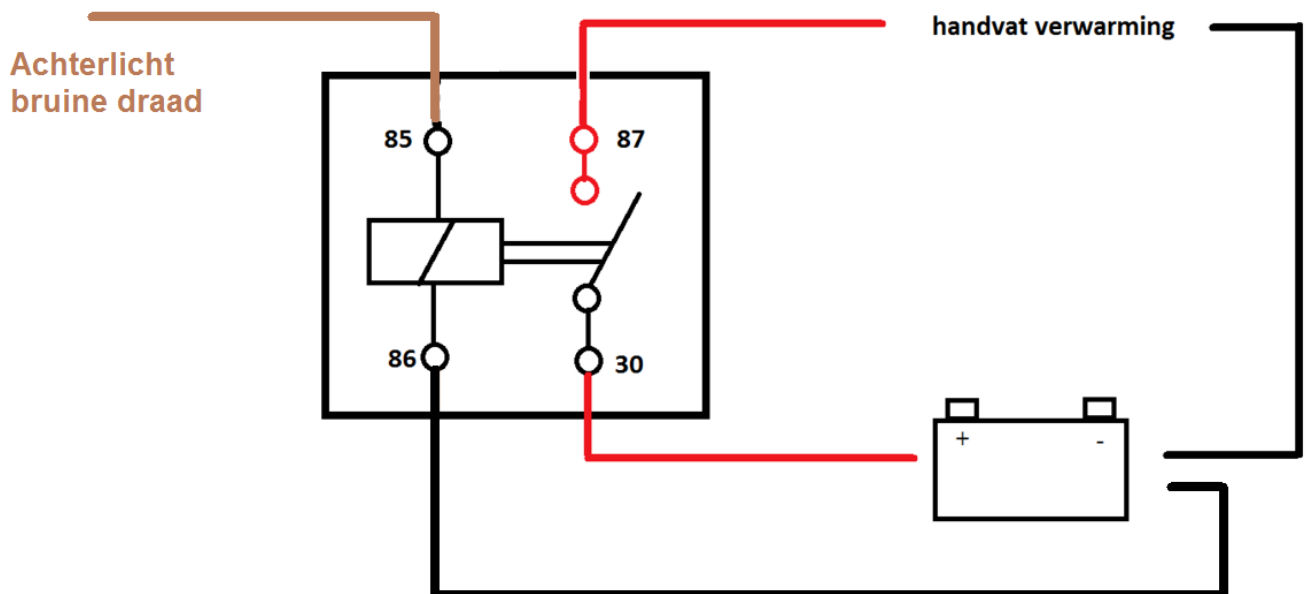 handvat verwarming
Achterlicht
bruine draad
85
87
86
30
+
-